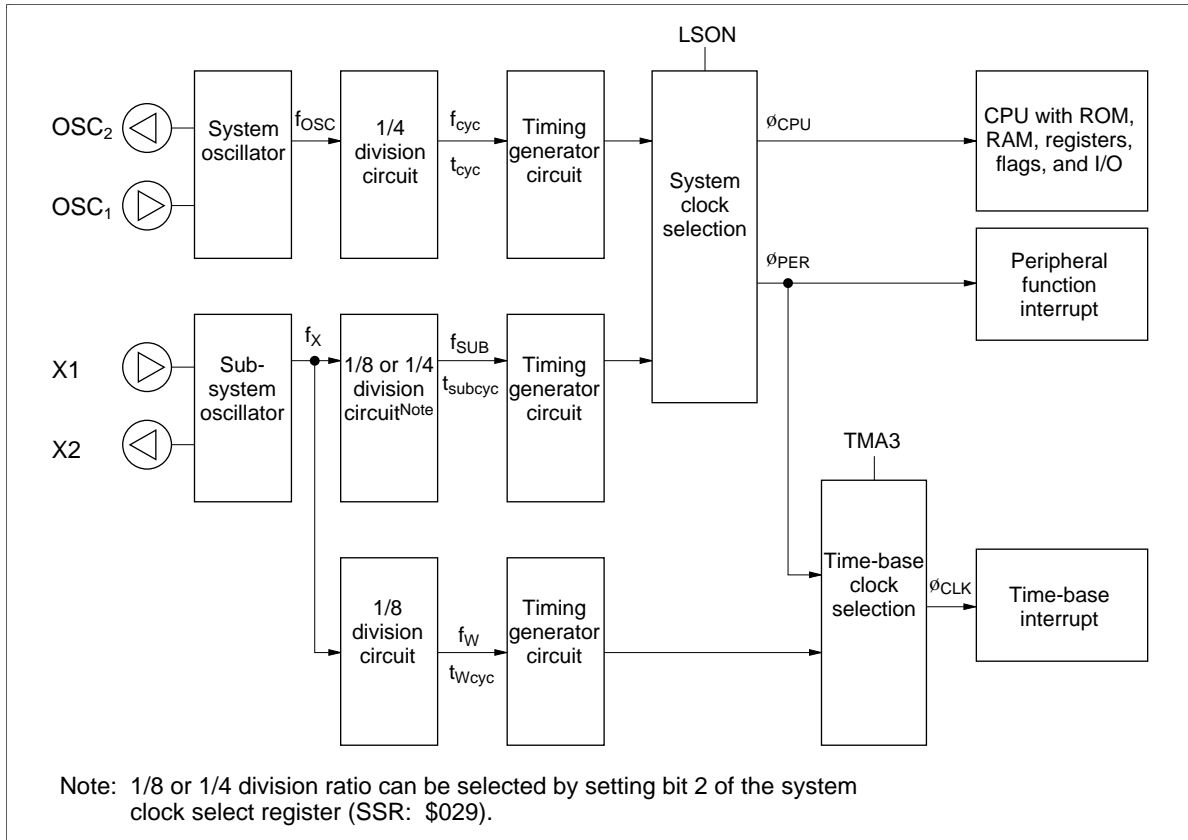 LSON
OSC2
OSC1
System
oscillator
fOSC
1/4
division
circuit
fcyc
tcyc
Timing
generator
circuit
System
clock
selection
øCPU
øPER
CPU with ROM,
RAM, registers,
flags, and I/O
Peripheral
function
interrupt
X1
X2
Sub-
system
oscillator
fX
1/8 or 1/4
division
circuitNote
fSUB
tsubcyc
Timing
generator
circuit
TMA3
1/8
division
circuit
fW
tWcyc
Timing
generator
circuit
Time-base
clock
selection
øCLK
Time-base
interrupt
Note: 1/8 or 1/4 division ratio can be selected by setting bit 2 of the system
clock select register (SSR: $029).